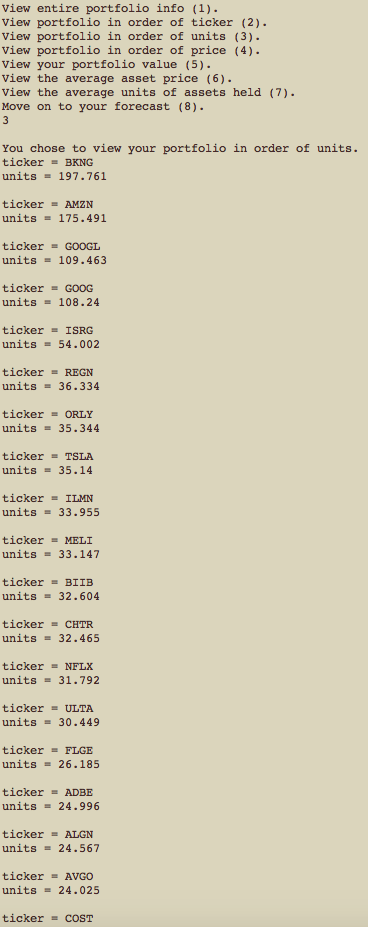 View entire portfolio info (1).
View portfolio in order of ticker (2).
View portfolio in order of units (3).
View portfolio in order of price (4).
View your portfolio value (5).
View the average asset price (6).
View the average units of assets held (7).
Move on to your forecast (8).
3
You chose to view your portfolio in order of units.
ticker = BKNG
units = 197.761
ticker = AMZN
units = 175.491
ticker = GOOGL
units = 109.463
ticker = GOOG
units = 108.24
ticker = ISRG
units = 54.002
ticker = REGN
units = 36.334
ticker = ORLY
units = 35.344
ticker = TSLA
units = 35.14
ticker = ILMN
units = 33.955
ticker = MELI
units = 33.147
ticker = BIIB
units = 32.604
ticker = CHTR
units = 32.465
ticker = NFLX
units = 31.792
ticker = ULTA
units = 30.449
ticker = FLGE
units = 26.185
ticker = ADBE
units = 24.996
ticker = ALGN
units = 24.567
ticker = AVGO
units = 24.025
ticker = COST